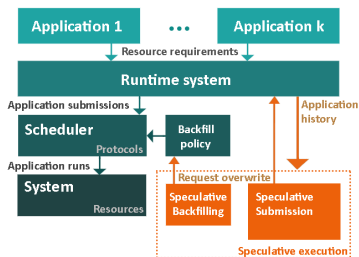 Application 1
...
Application k
Resource requirements
Runtime system
Application submissions
Application
history
Scheduler
Protocols
Backfill
policy
Application runs
Request overwrite
System
Resources
Speculative
Backfilling
Speculative
Submission
Speculative execution